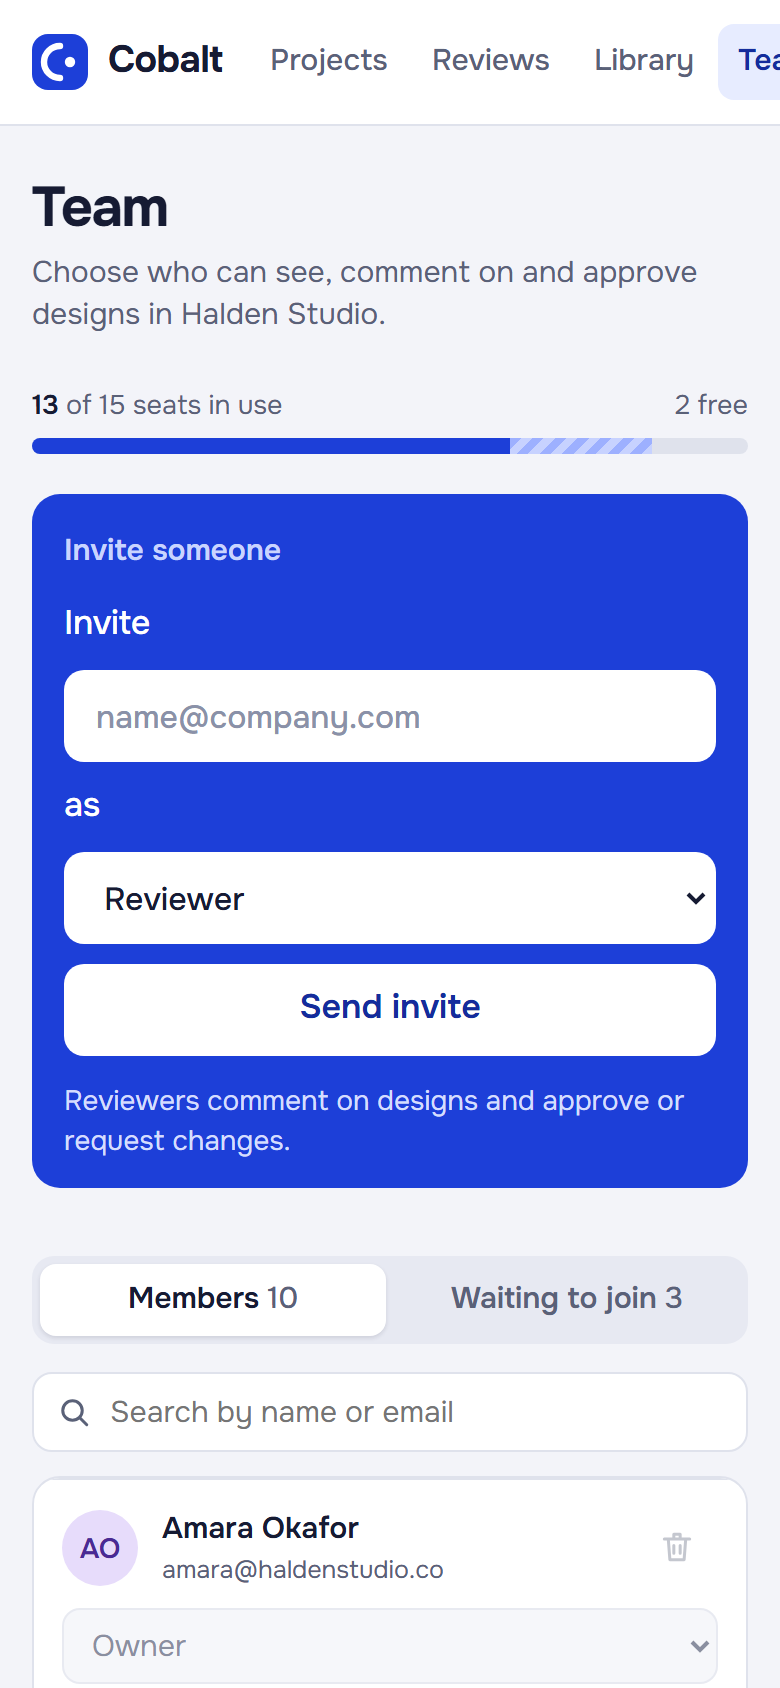 Cobalt Projects Reviews Library Tea
Team
Choose who can see, comment on and approve
designs in Halden Studio.
13 of 15 seats in use 2 free
Invite someone
Invite
name@company.com
as
Reviewer
Send invite
Reviewers comment on designs and approve or
request changes.
Members 10 Waiting to join 3
Search by name or email
AO Amara Okafor
amara@haldenstudio.co
Owner